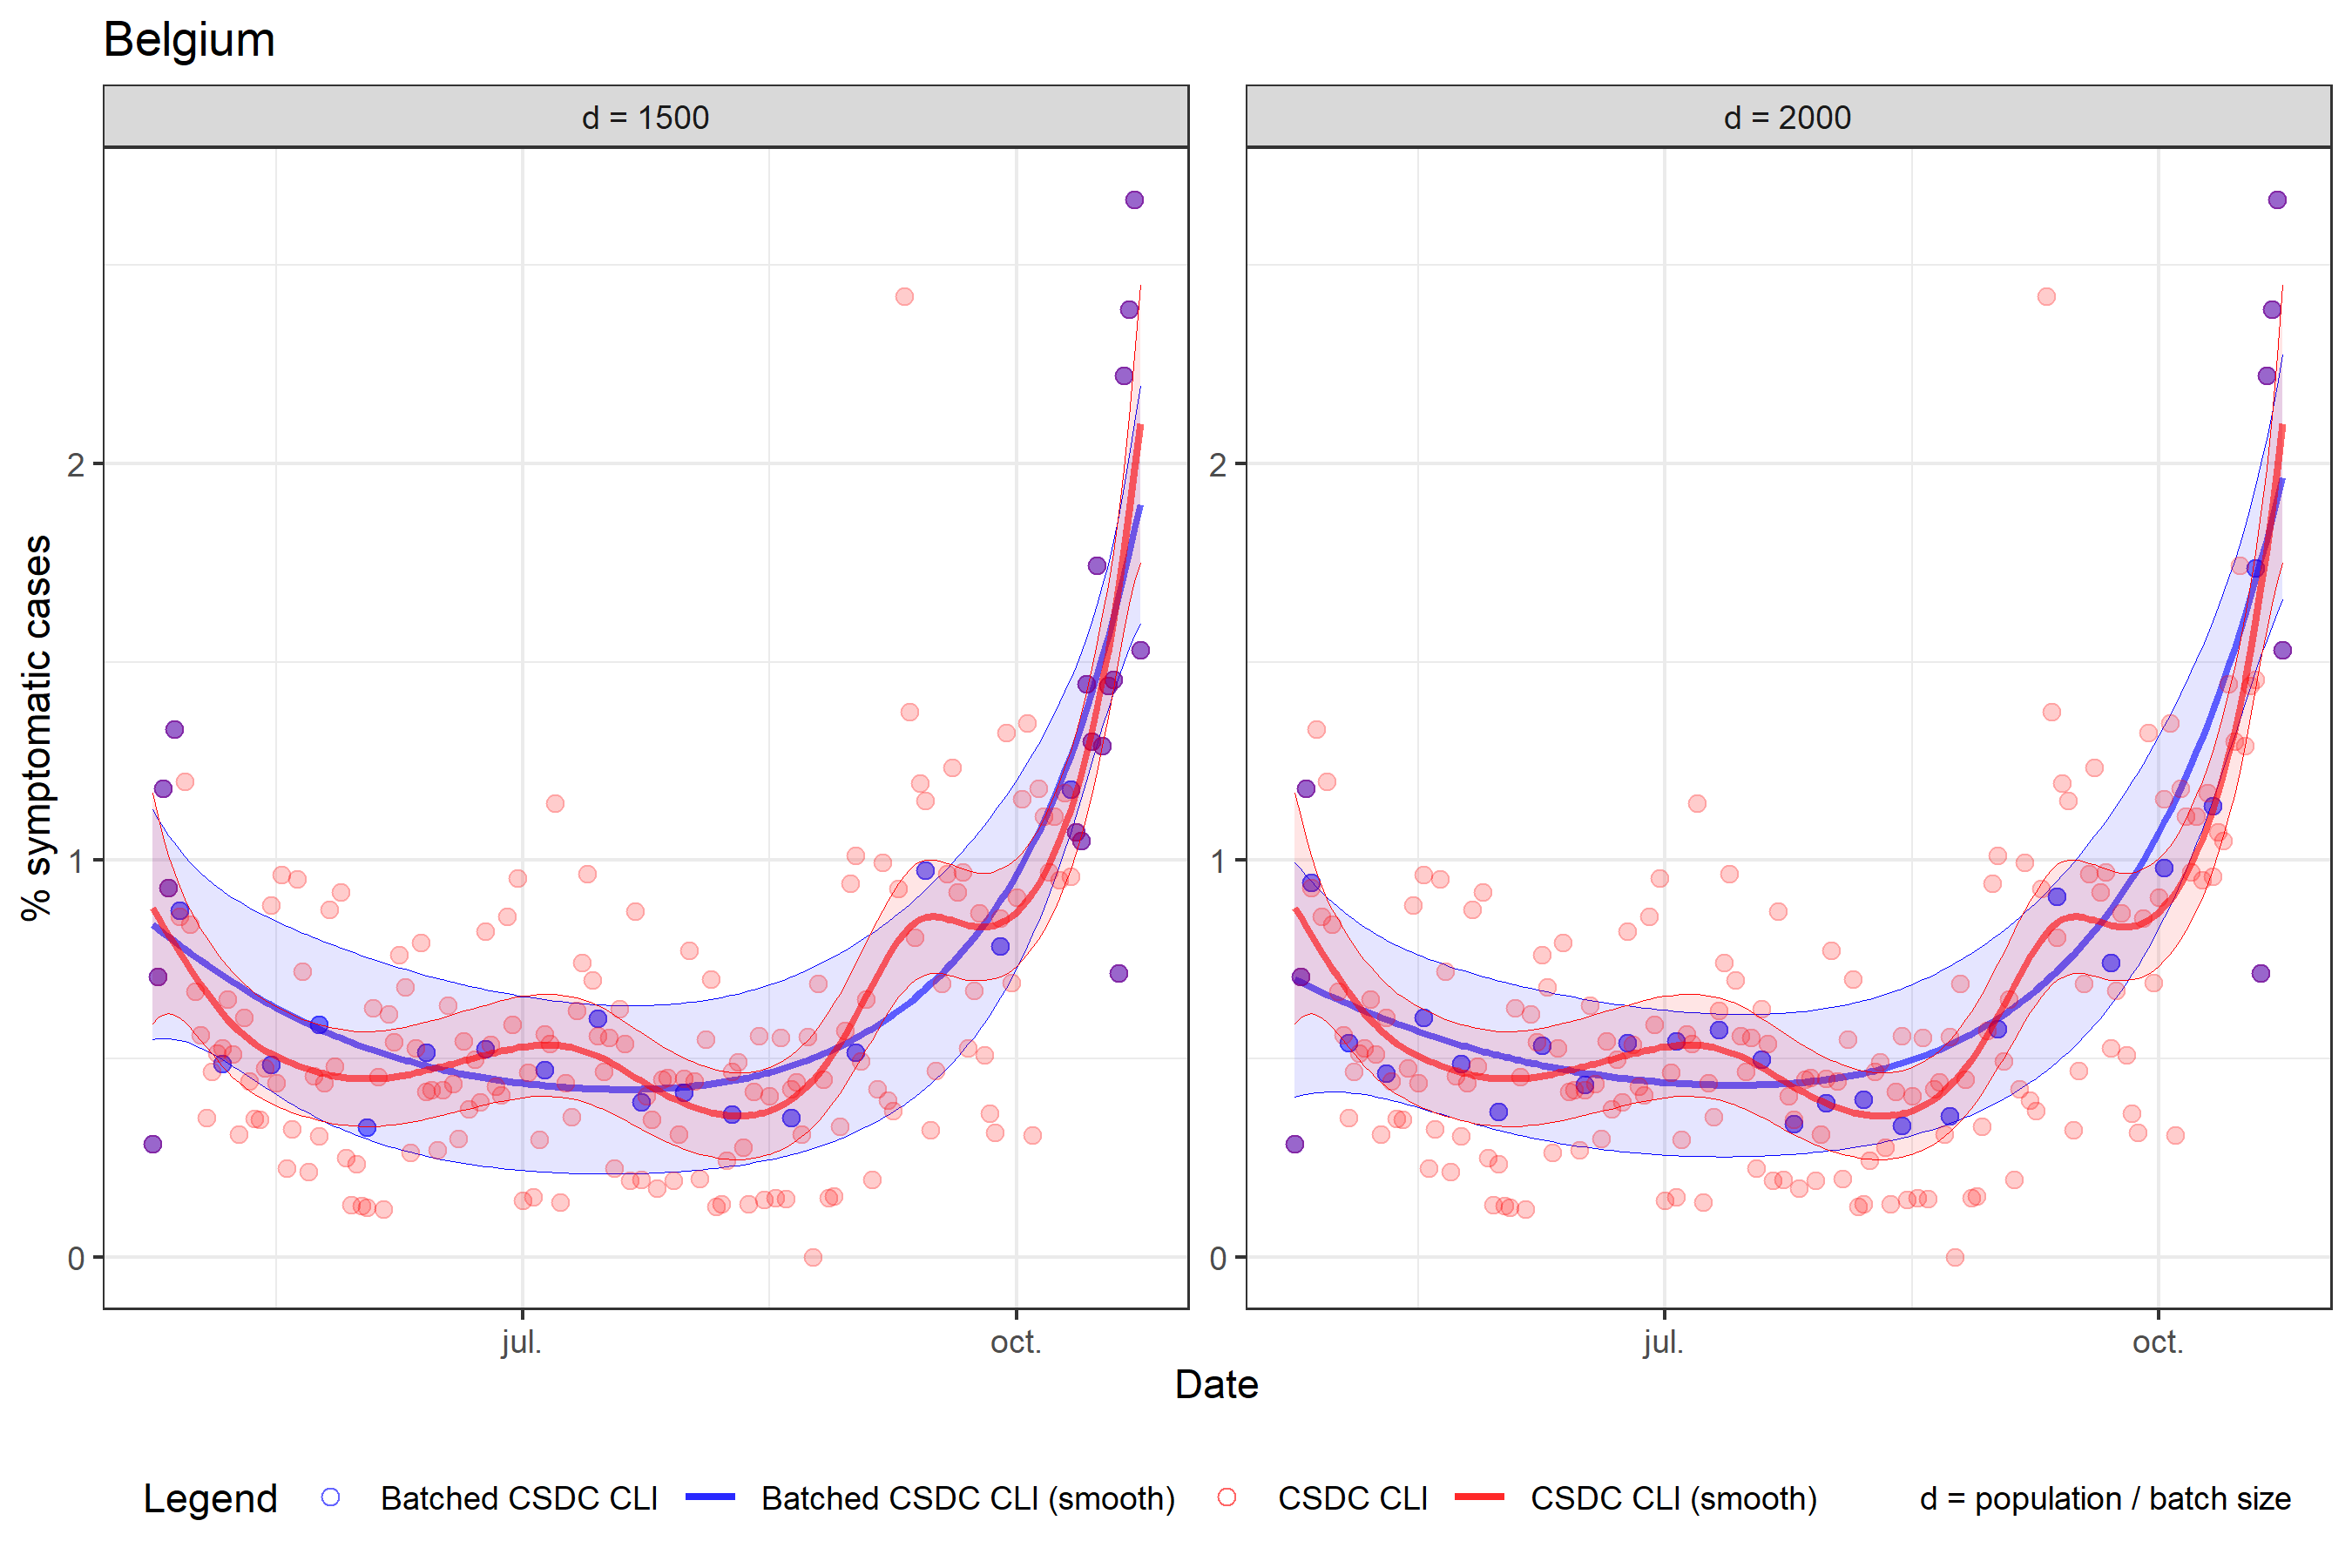 Belgium
d = 1500
d = 2000
% symptomatic cases
2
1
0
2
1
0
jul.
oct.
jul.
oct.
Date
Legend
Batched CSDC CLI
Batched CSDC CLI (smooth)
CSDC CLI
CSDC CLI (smooth)
d = population / batch size